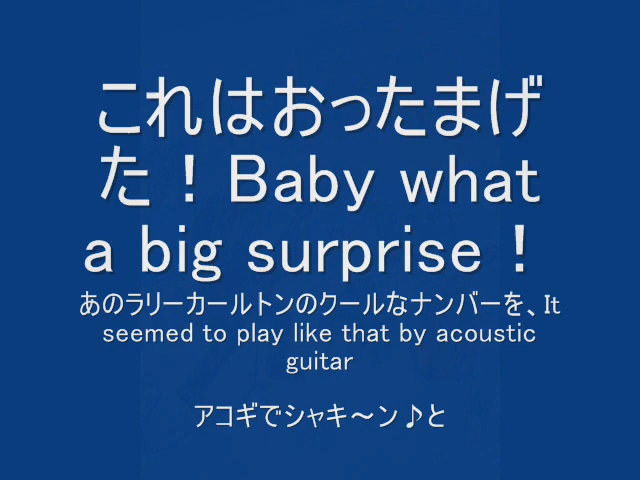 これはおったまげ
た！Baby what
a big surprise！
あのラリーカールトンのクールなナンバーを、It
seemed to play like that by acoustic
guitar
アコギでシャキ～ン♪と